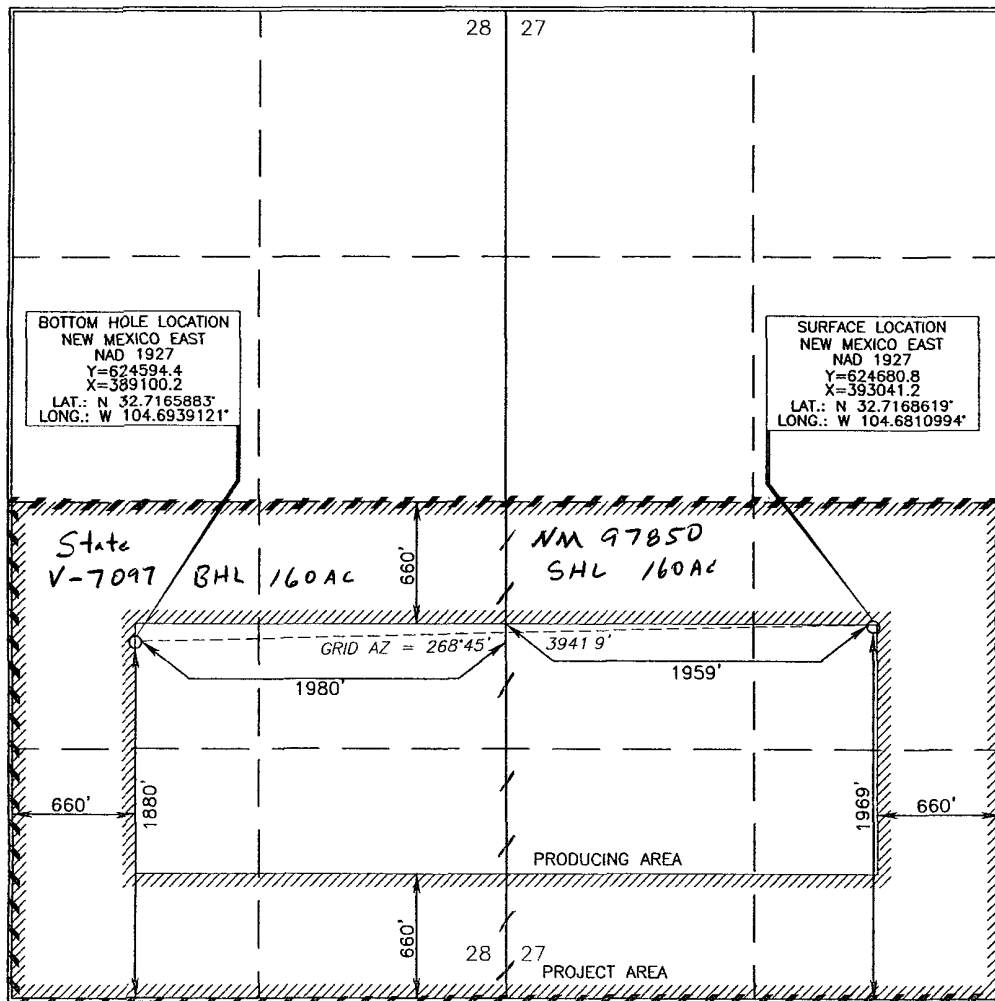 28 27
BOTTOM HOLE LOCATION
NEW MEXICO EAST
NAD 1927
Y=624594.4
X=389100.2
LAT.: N 32.7165883°
LONG.: W 104.6939121°
SURFACE LOCATION
NEW MEXICO EAST
NAD 1927
Y=624680.8
X=393041.2
LAT.: N 32.7168619°
LONG.: W 104.6810994°
State
V-7097 BHL 160AC
660'
NM 97850
SHL 160AC
GRID AZ = 268°45'
3941 9'
1980'
1959'
660'
1880'
1969'
660'
PRODUCING AREA
660'
28 27
PROJECT AREA